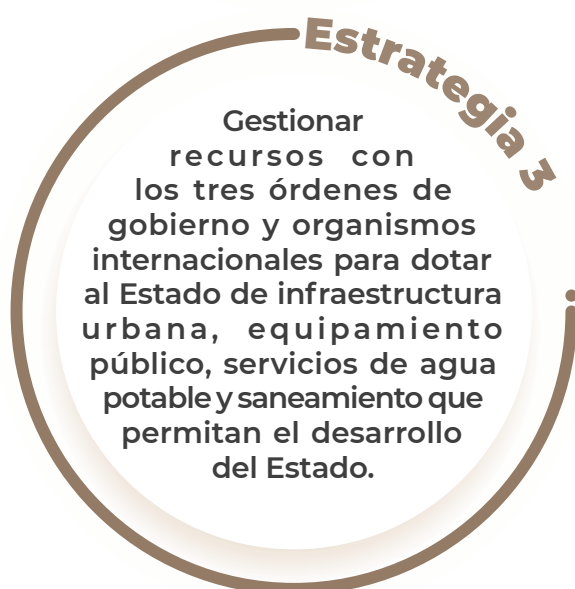 Estrategia 3
Gestionar
recursos con
los tres órdenes de
gobierno y organismos
internacionales para dotar
al Estado de infraestructura
urbana, equipamiento
público, servicios de agua
potable y saneamiento que
permitan el desarrollo
del Estado.